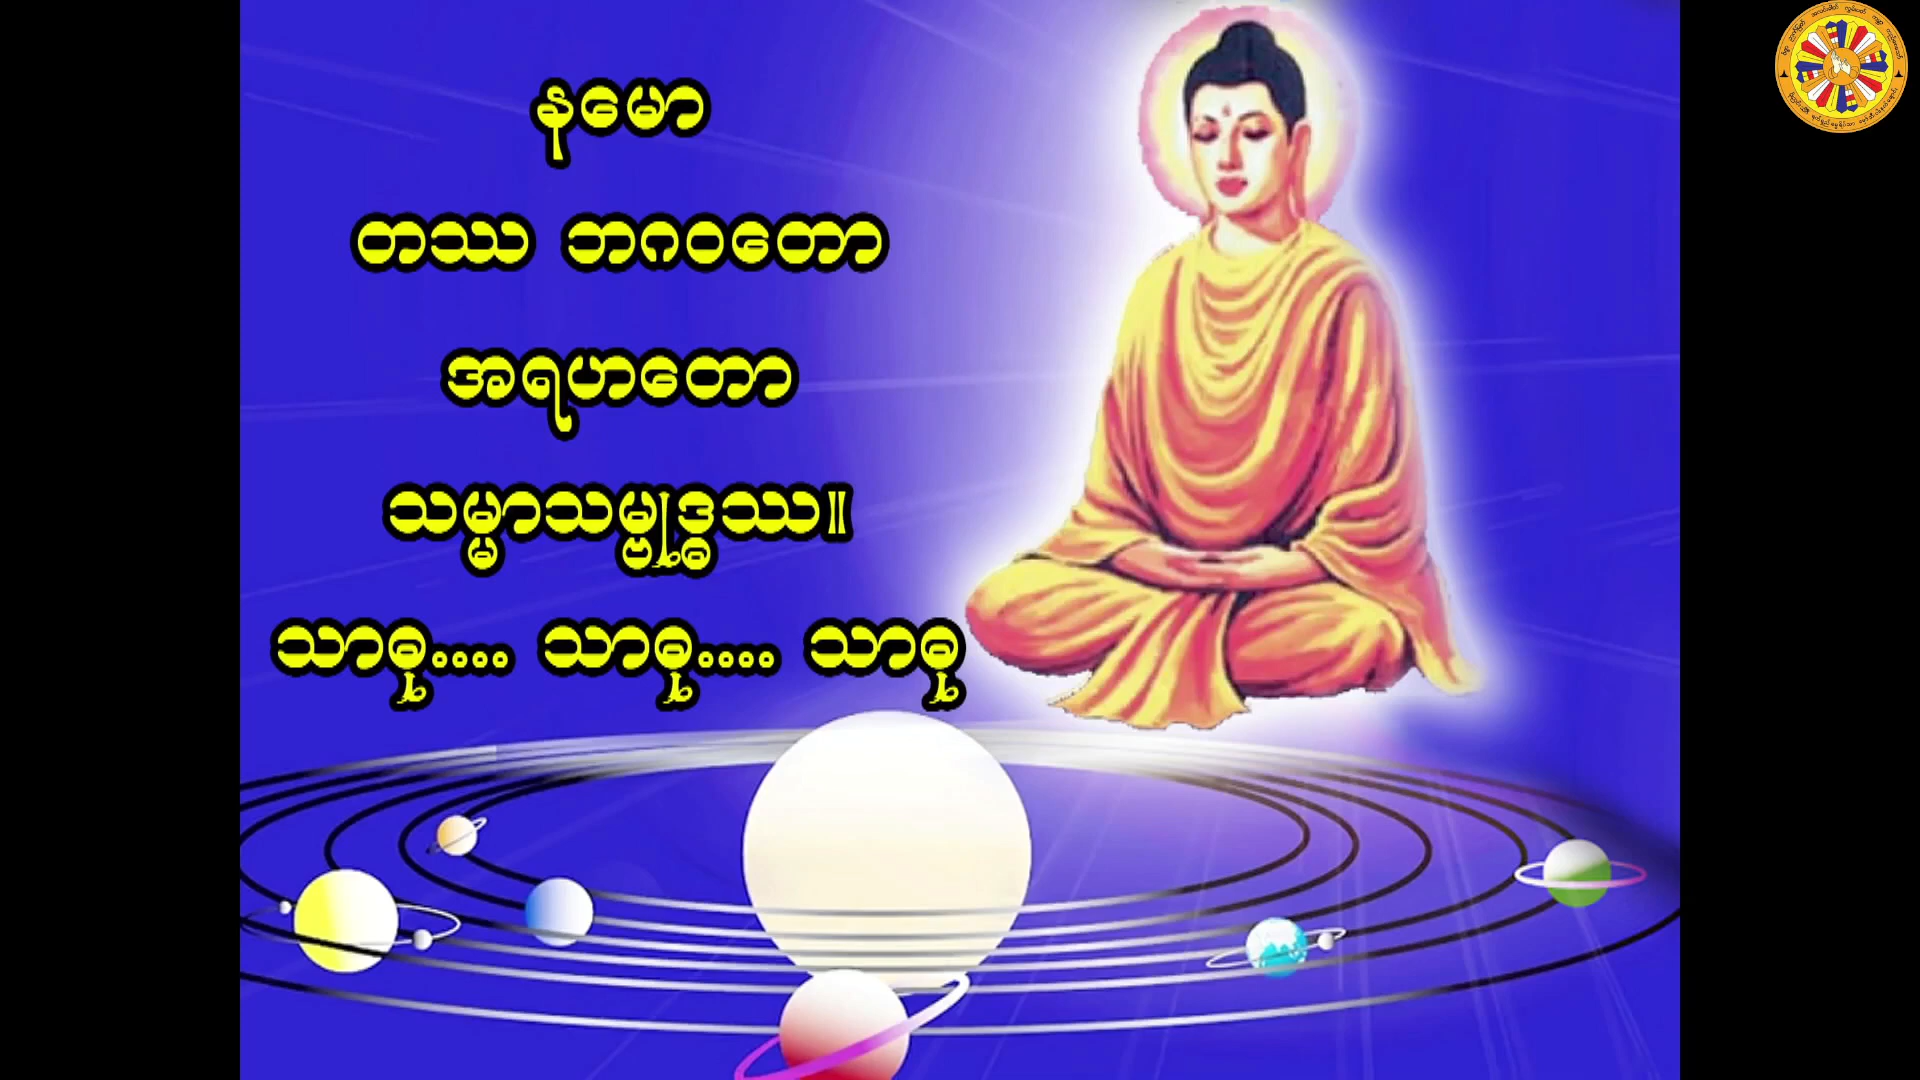 နမော
တဿ ဘဂဝတော
အရဟတော
သမ္မာသမ္ဗုဒ္ဓဿ။
သာဓု.... သာဓု.... သာဓု